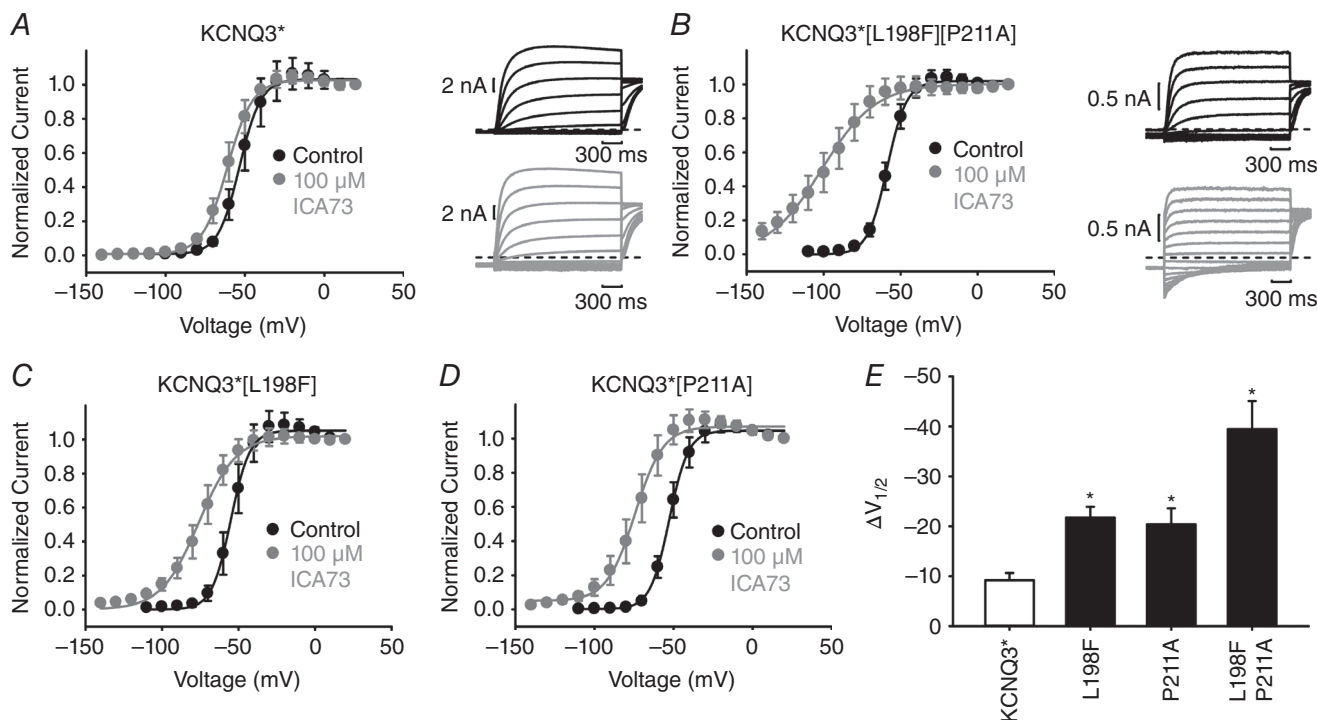 A
KCNQ3*
Normalized Current
1.0
0.8
0.6
0.4
0.2
0.0
–150
–100
–50
0
50
Voltage (mV)
Control
100 µM
ICA73
2 nA
300 ms
2 nA
300 ms
B
KCNQ3*[L198F][P211A]
Normalized Current
1.0
0.8
0.6
0.4
0.2
0.0
–150
–100
–50
0
50
Voltage (mV)
Control
100 µM
ICA73
0.5 nA
300 ms
0.5 nA
300 ms
C
KCNQ3*[L198F]
Normalized Current
1.0
0.8
0.6
0.4
0.2
0.0
–150
–100
–50
0
50
Voltage (mV)
Control
100 µM
ICA73
D
KCNQ3*[P211A]
Normalized Current
1.0
0.8
0.6
0.4
0.2
0.0
–150
–100
–50
0
50
Voltage (mV)
Control
100 µM
ICA73
E
ΔV1/2
–50
–40
–30
–20
–10
0
*
*
*
KCNQ3*
L198F
P211A
L198F
P211A